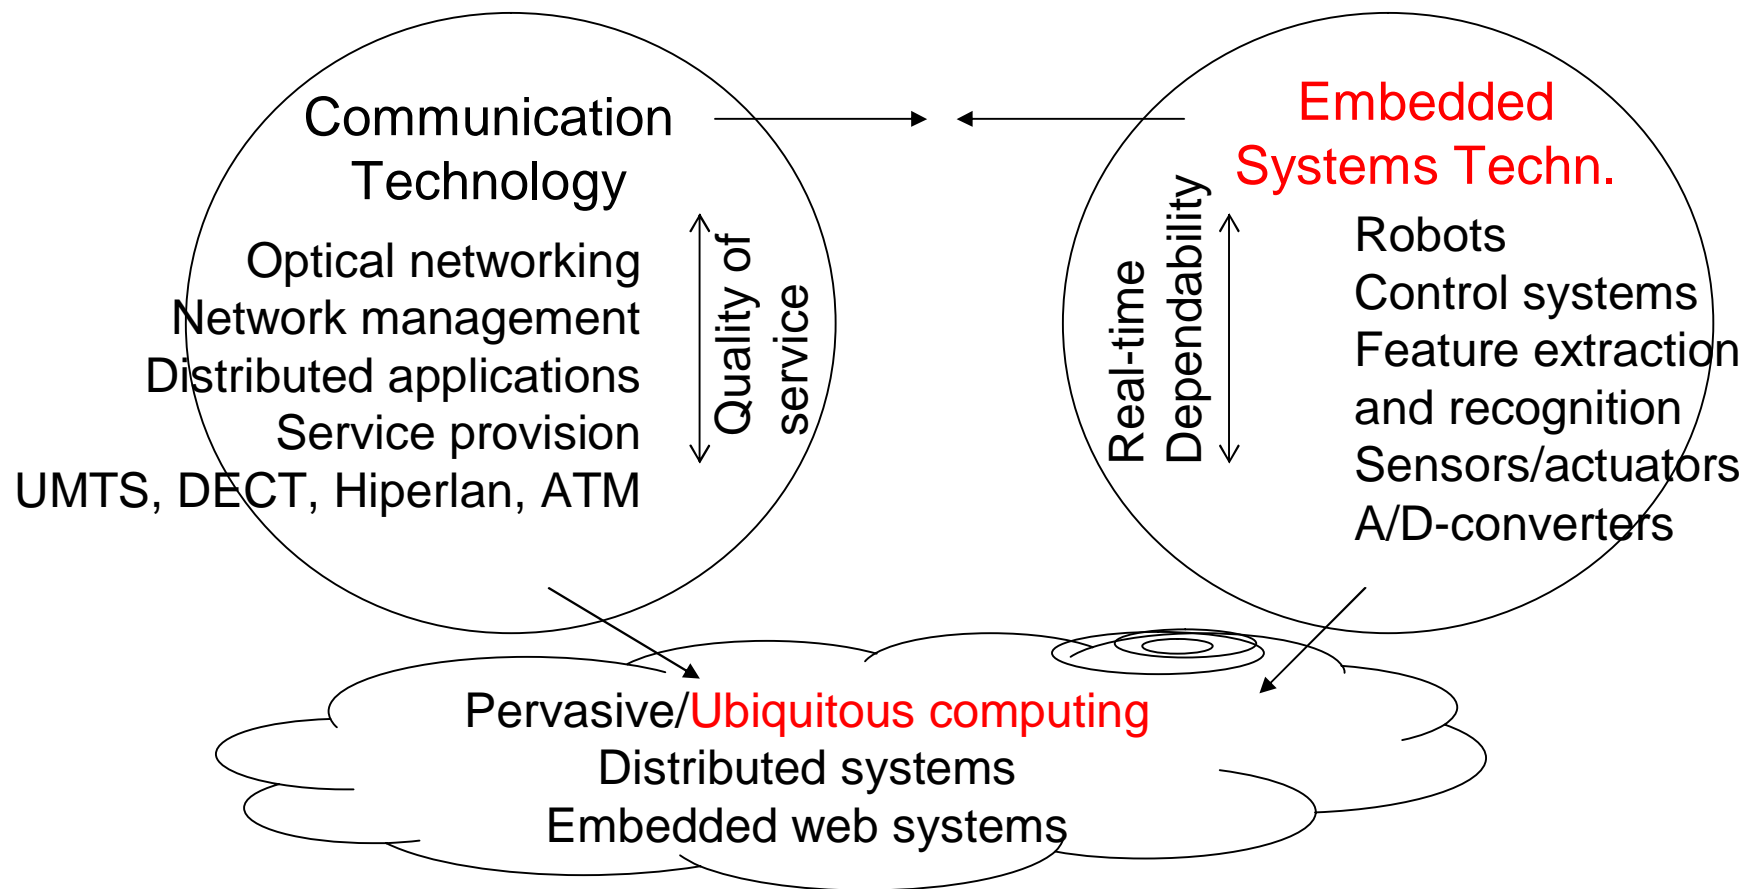 Communication
Technology
Optical networking
Network management
Distributed applications
Service provision
UMTS, DECT, Hiperlan, ATM
Quality of
service
Embedded
Systems Techn.
Real-time
Dependability
Robots
Control systems
Feature extraction
and recognition
Sensors/actuators
A/D-converters
Pervasive/Ubiquitous computing
Distributed systems
Embedded web systems